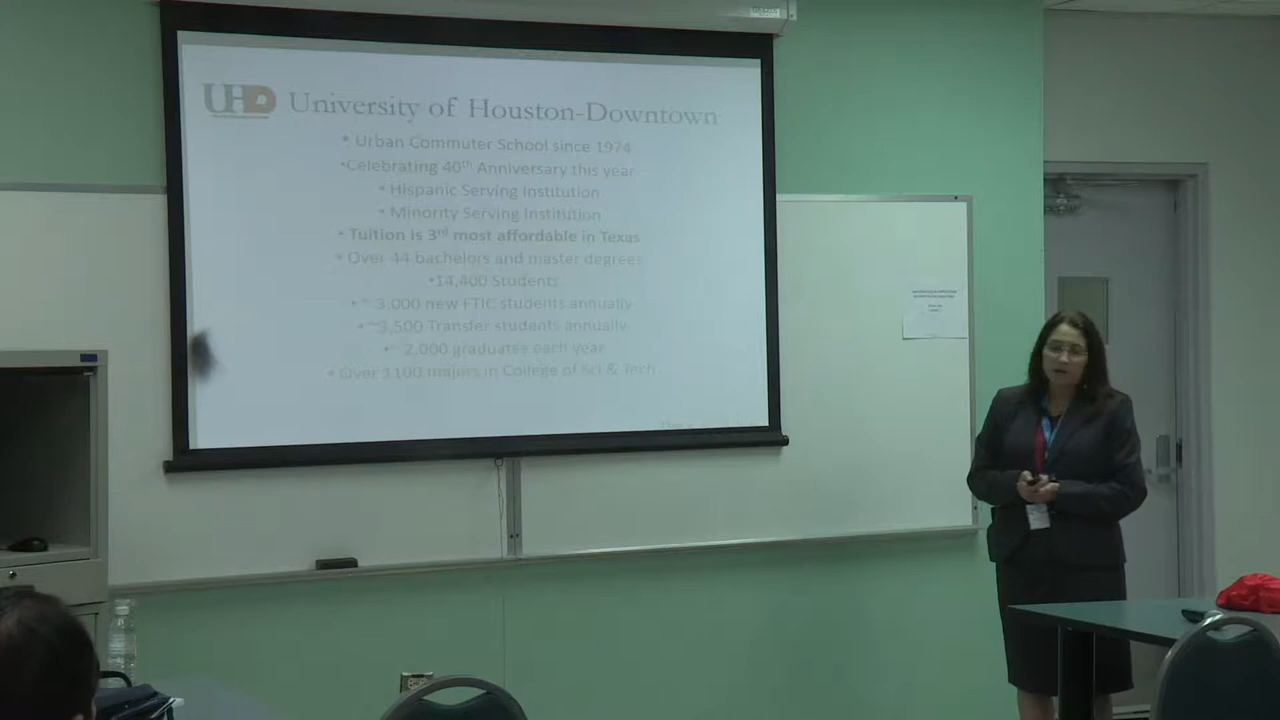 UHD University of Houston-Downtown
• Urban Commuter School since 1974
•Celebrating 40th Anniversary this year
• Hispanic Serving Institution
• Minority Serving Institution
• Tuition is 3rd most affordable in Texas
• Over 44 bachelors and master degrees
•14,400 Students
• ~ 3,000 new FTIC students annually
• ~3,500 Transfer students annually
•~ 2,000 graduates each year
• Over 1100 majors in College of Sci & Tech